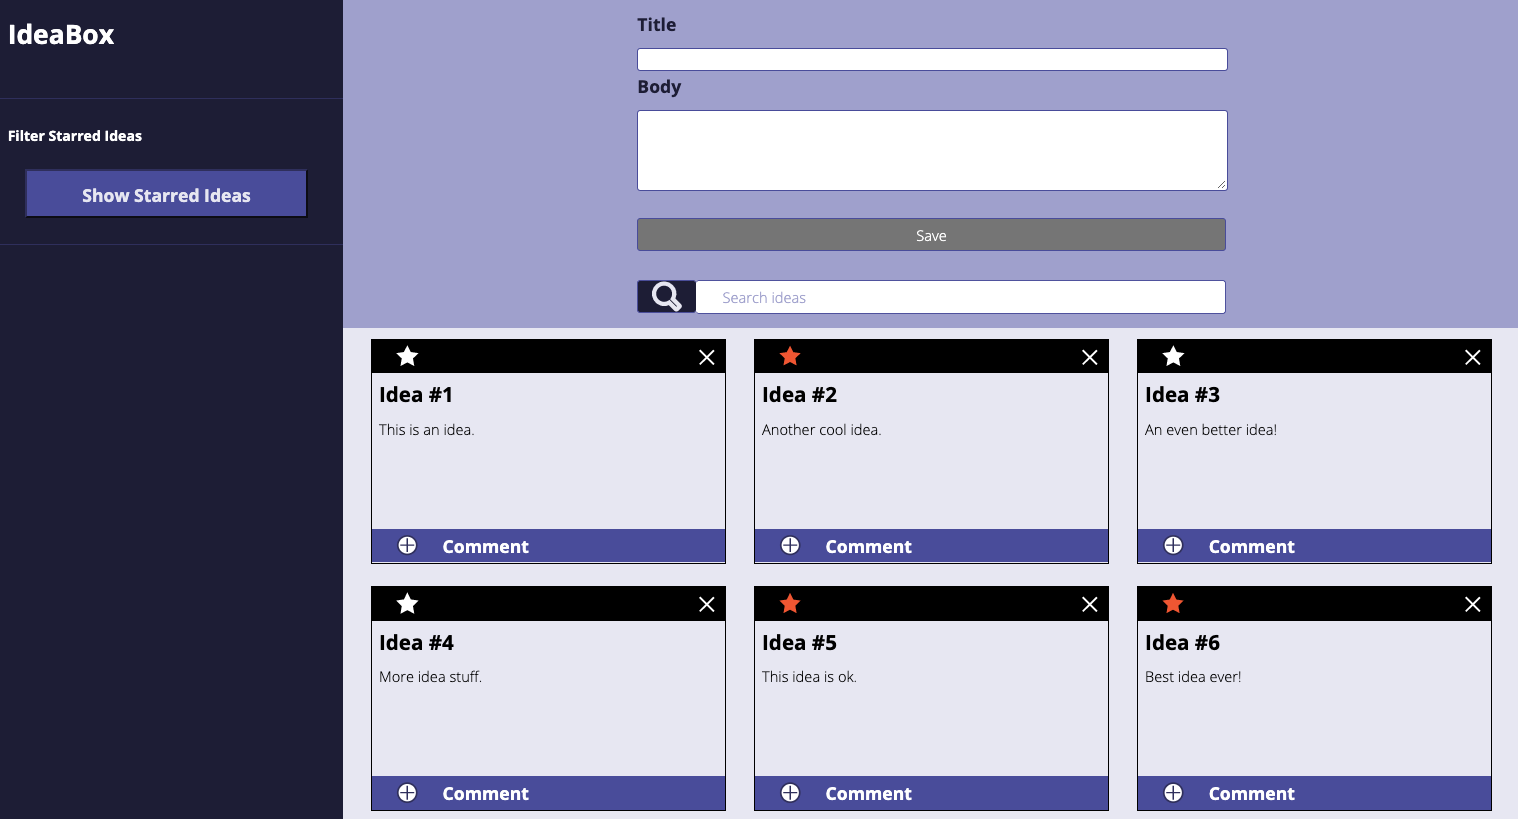 IdeaBox
Filter Starred Ideas
Show Starred Ideas
Title
Body
Save
Search ideas
Idea #1
This is an idea.
Comment
Idea #2
Another cool idea.
Comment
Idea #3
An even better idea!
Comment
Idea #4
More idea stuff.
Comment
Idea #5
This idea is ok.
Comment
Idea #6
Best idea ever!
Comment